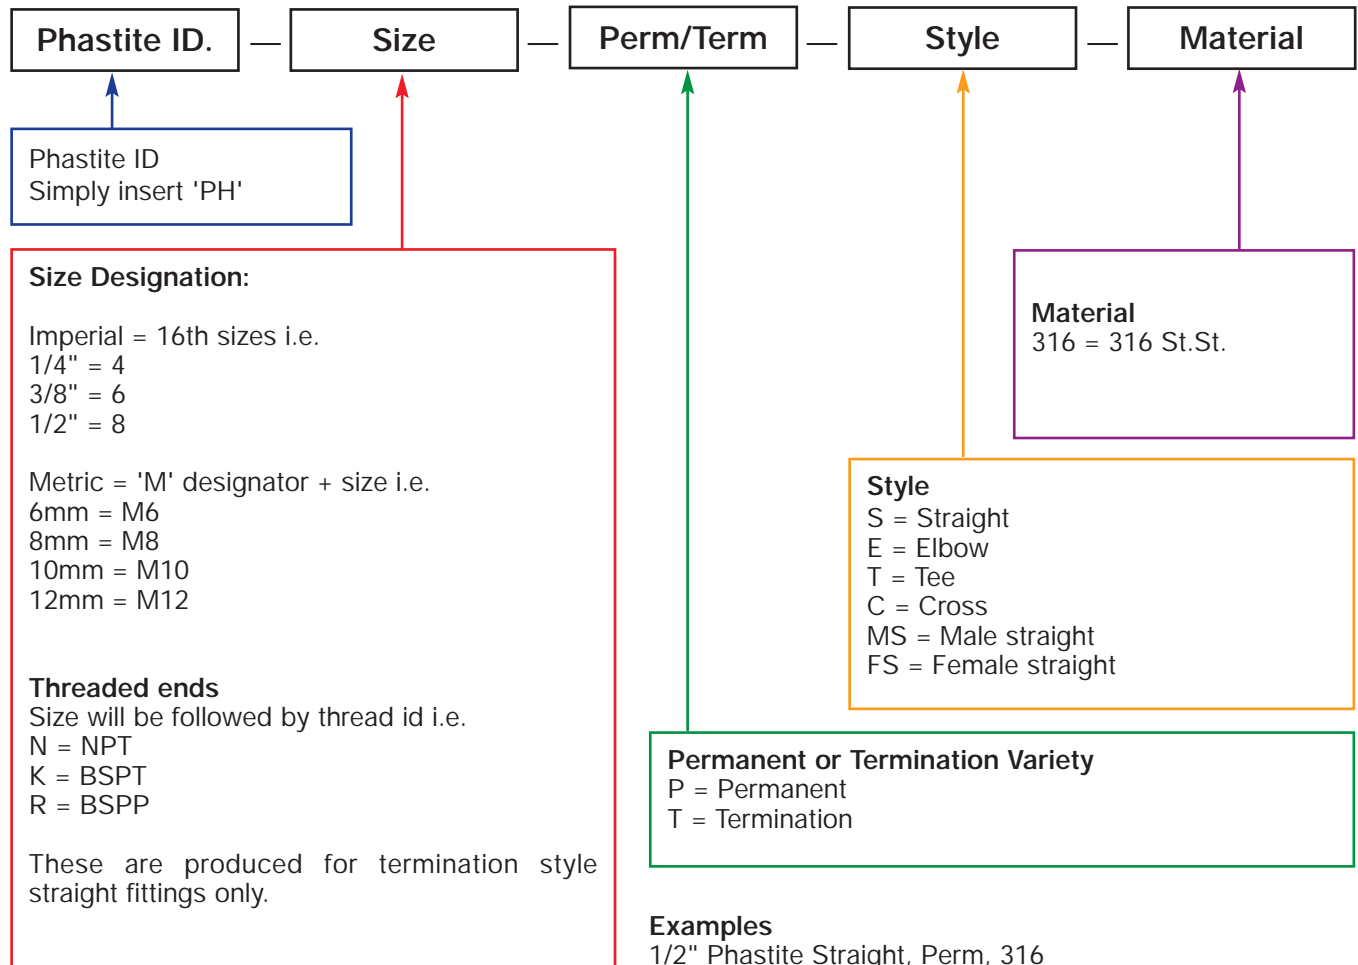 Phastite ID. — Size — Perm/Term — Style — Material
Phastite ID
Simply insert 'PH'
Size Designation:
Imperial = 16th sizes i.e.
1/4" = 4
3/8" = 6
1/2" = 8
Metric = 'M' designator + size i.e.
6mm = M6
8mm = M8
10mm = M10
12mm = M12
Threaded ends
Size will be followed by thread id i.e.
N = NPT
K = BSPT
R = BSPP
These are produced for termination style
straight fittings only.
Material
316 = 316 St.St.
Style
S = Straight
E = Elbow
T = Tee
C = Cross
MS = Male straight
FS = Female straight
Permanent or Termination Variety
P = Permanent
T = Termination
Examples
1/2" Phastite Straight, Perm, 316